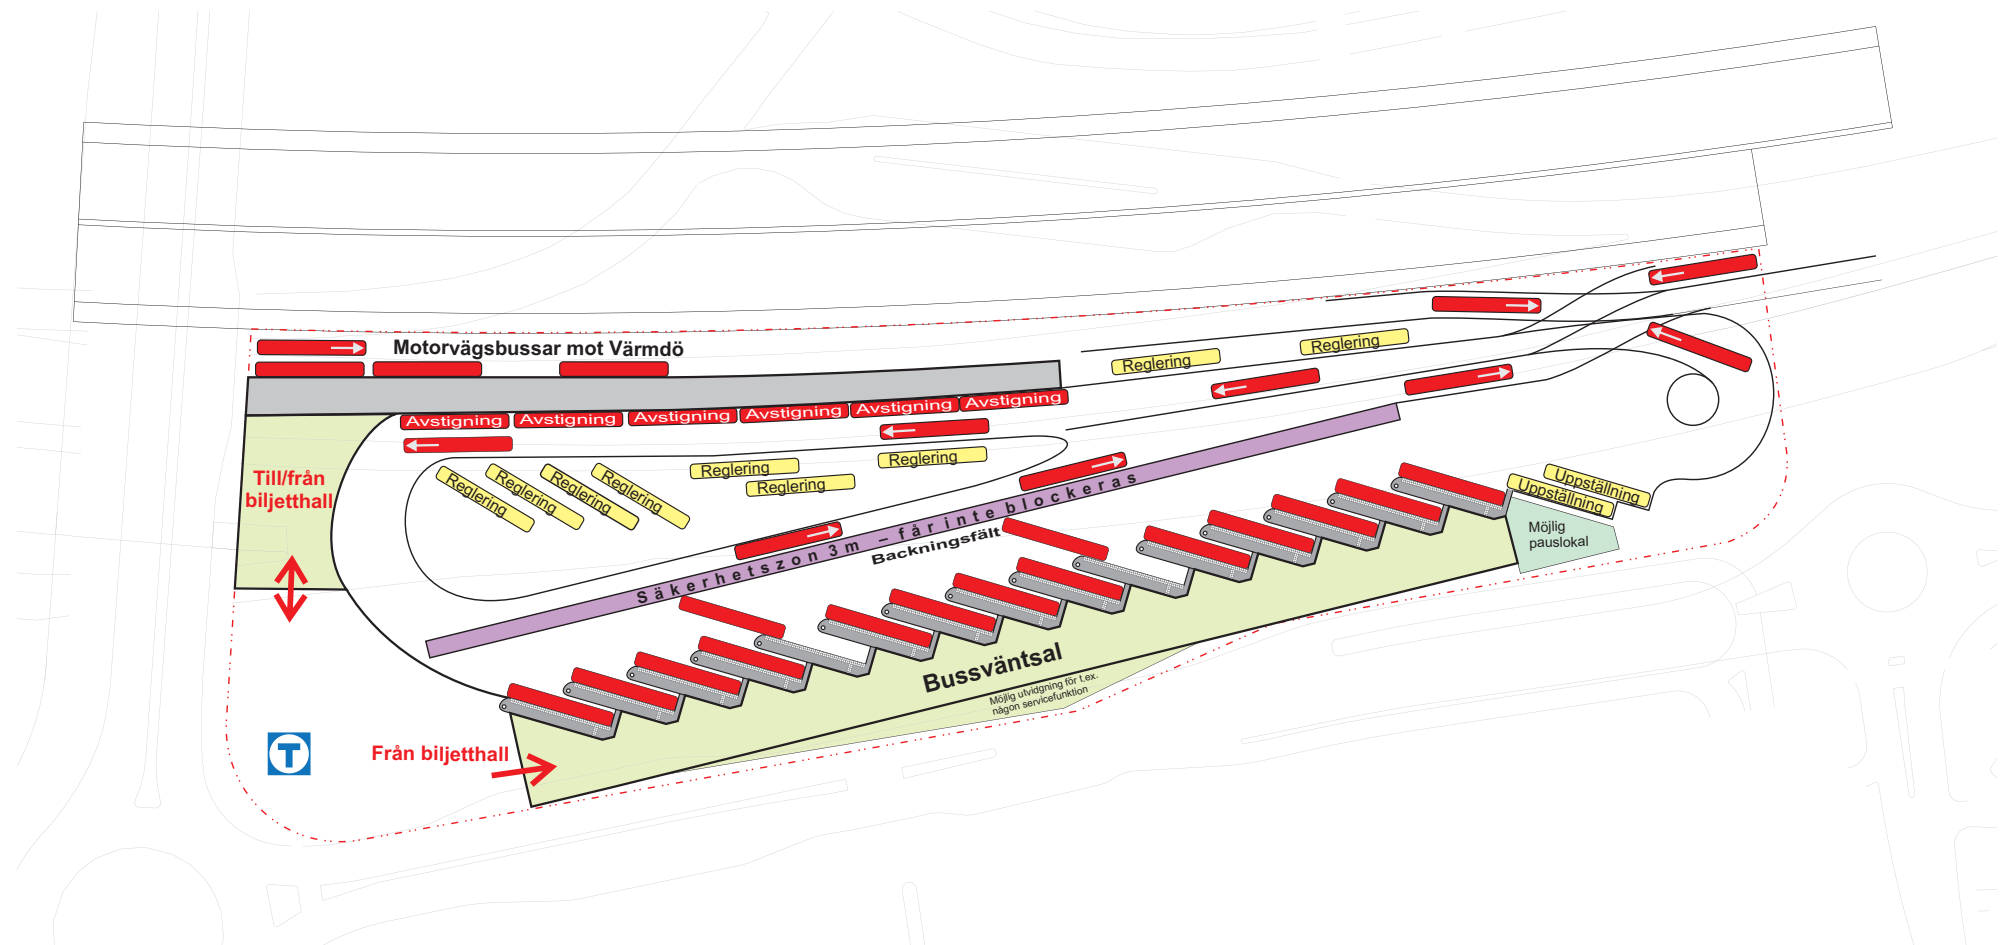 Motorvägsbussar mot Värmdö
Reglering
Reglering
Avstigning
Avstigning
Avstigning
Avstigning
Avstigning
Avstigning
Till/från
biljetthall
Reglering
Reglering
Reglering
Reglering
Reglering
Reglering
Reglering
Uppställning
Uppställning
Säkerhetszon 3 m – får inte blockeras
Backningsfält
Möjlig
pauslokal
Bussväntsal
Möjlig utvidgning för t.ex.
någon servicefunktion
T
Från biljetthall